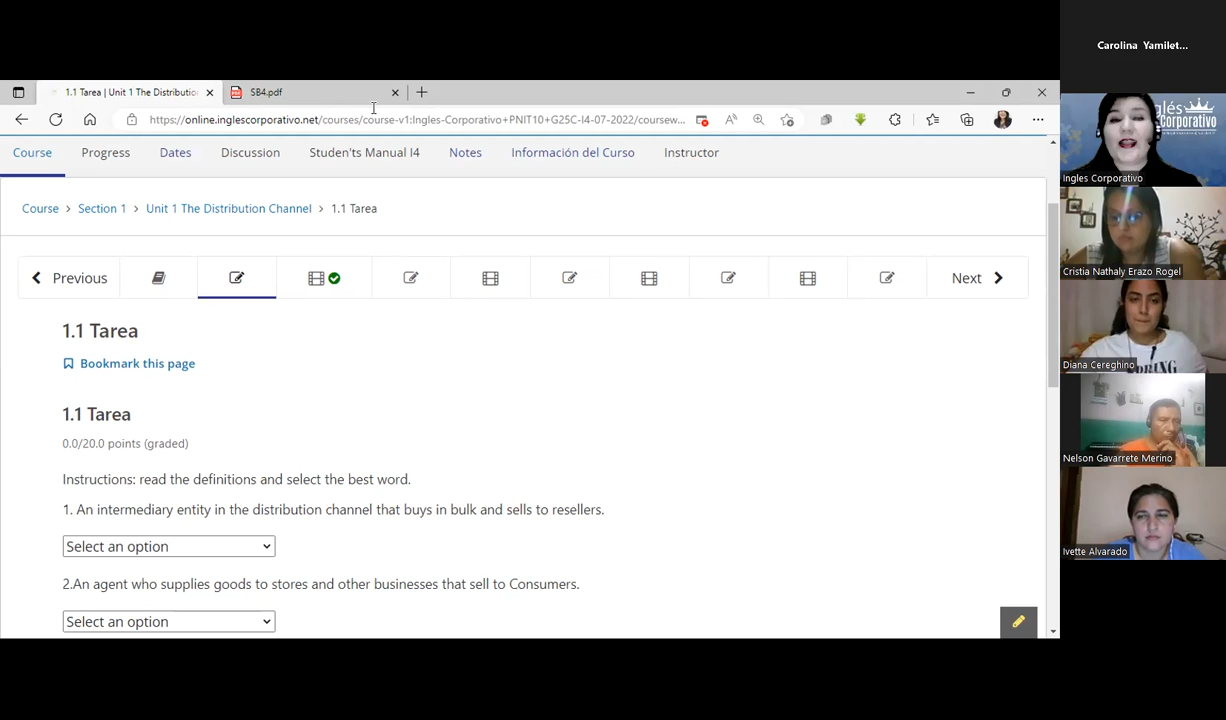 Carolina Yamilet...
1.1 Tarea | Unit 1 The Distribution
SB4.pdf
https://online.inglescorporativo.net/courses/course-v1:Ingles-Corporativo+PNIT10+G25C-I4-07-2022/coursew...
Course
Progress
Dates
Discussion
Studen'ts Manual I4
Notes
Información del Curso
Instructor
Course > Section 1 > Unit 1 The Distribution Channel > 1.1 Tarea
Previous
Next
1.1 Tarea
Bookmark this page
1.1 Tarea
0.0/20.0 points (graded)
Instructions: read the definitions and select the best word.
1. An intermediary entity in the distribution channel that buys in bulk and sells to resellers.
Select an option
2.An agent who supplies goods to stores and other businesses that sell to Consumers.
Select an option
glés
Corporativo
Ingles Corporativo
Cristia Nathaly Erazo Rogel
Diana Cereghino
Nelson Gavarrete Merino
Ivette Alvarado